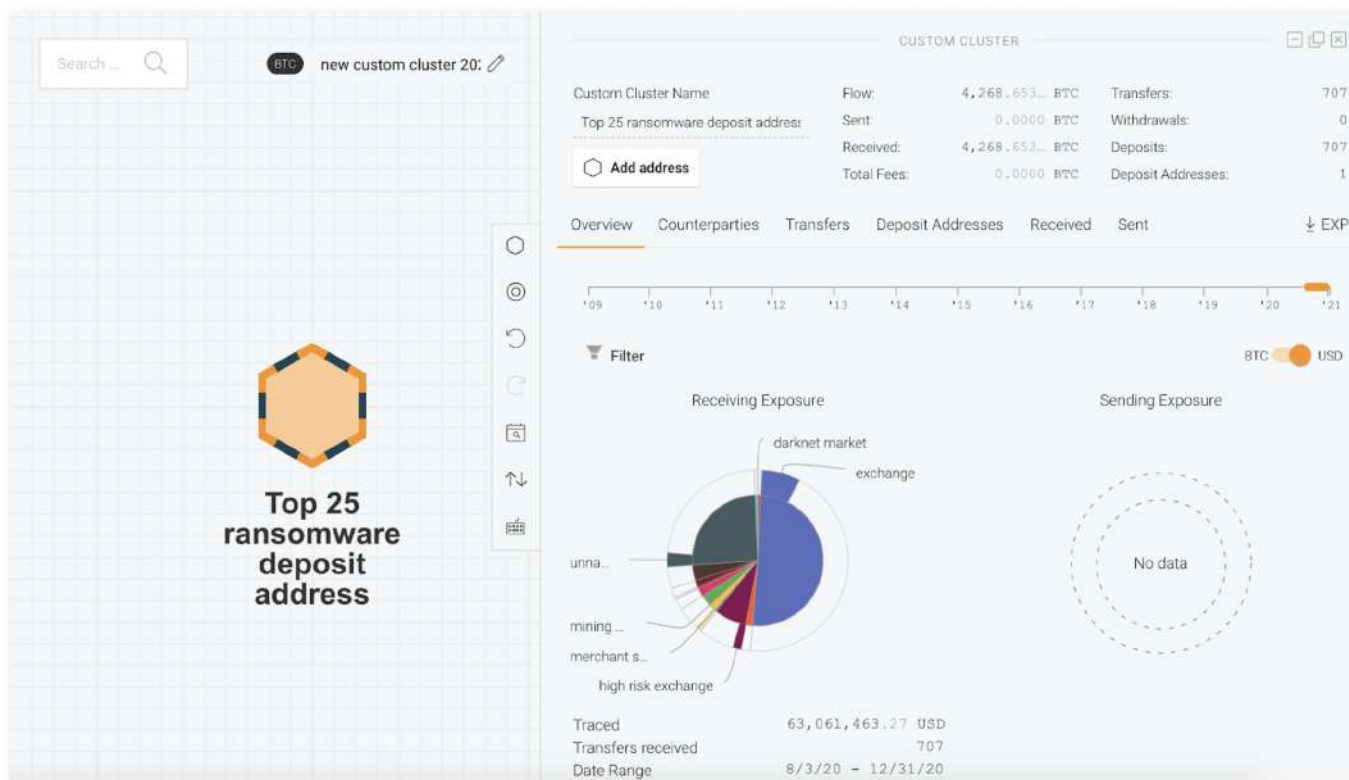 Search ...
BTC
new custom cluster 20
CUSTOM CLUSTER
Custom Cluster Name
Top 25 ransomware deposit address
Add address
Flow: 4,268.653… BTC
Sent: 0.0000 BTC
Received: 4,268.653… BTC
Total Fees: 0.0000 BTC
Transfers: 707
Withdrawals: 0
Deposits: 707
Deposit Addresses: 1
Overview Counterparties Transfers Deposit Addresses Received Sent
EXP
'09 '10 '11 '12 '13 '14 '15 '16 '17 '18 '19 '20 '21
Filter
BTC USD
Receiving Exposure
Sending Exposure
darknet market
exchange
unna...
mining ...
merchant s...
high risk exchange
No data
Top 25
ransomware
deposit
address
Traced 63,061,463.27 USD
Transfers received 707
Date Range 8/3/20 - 12/31/20